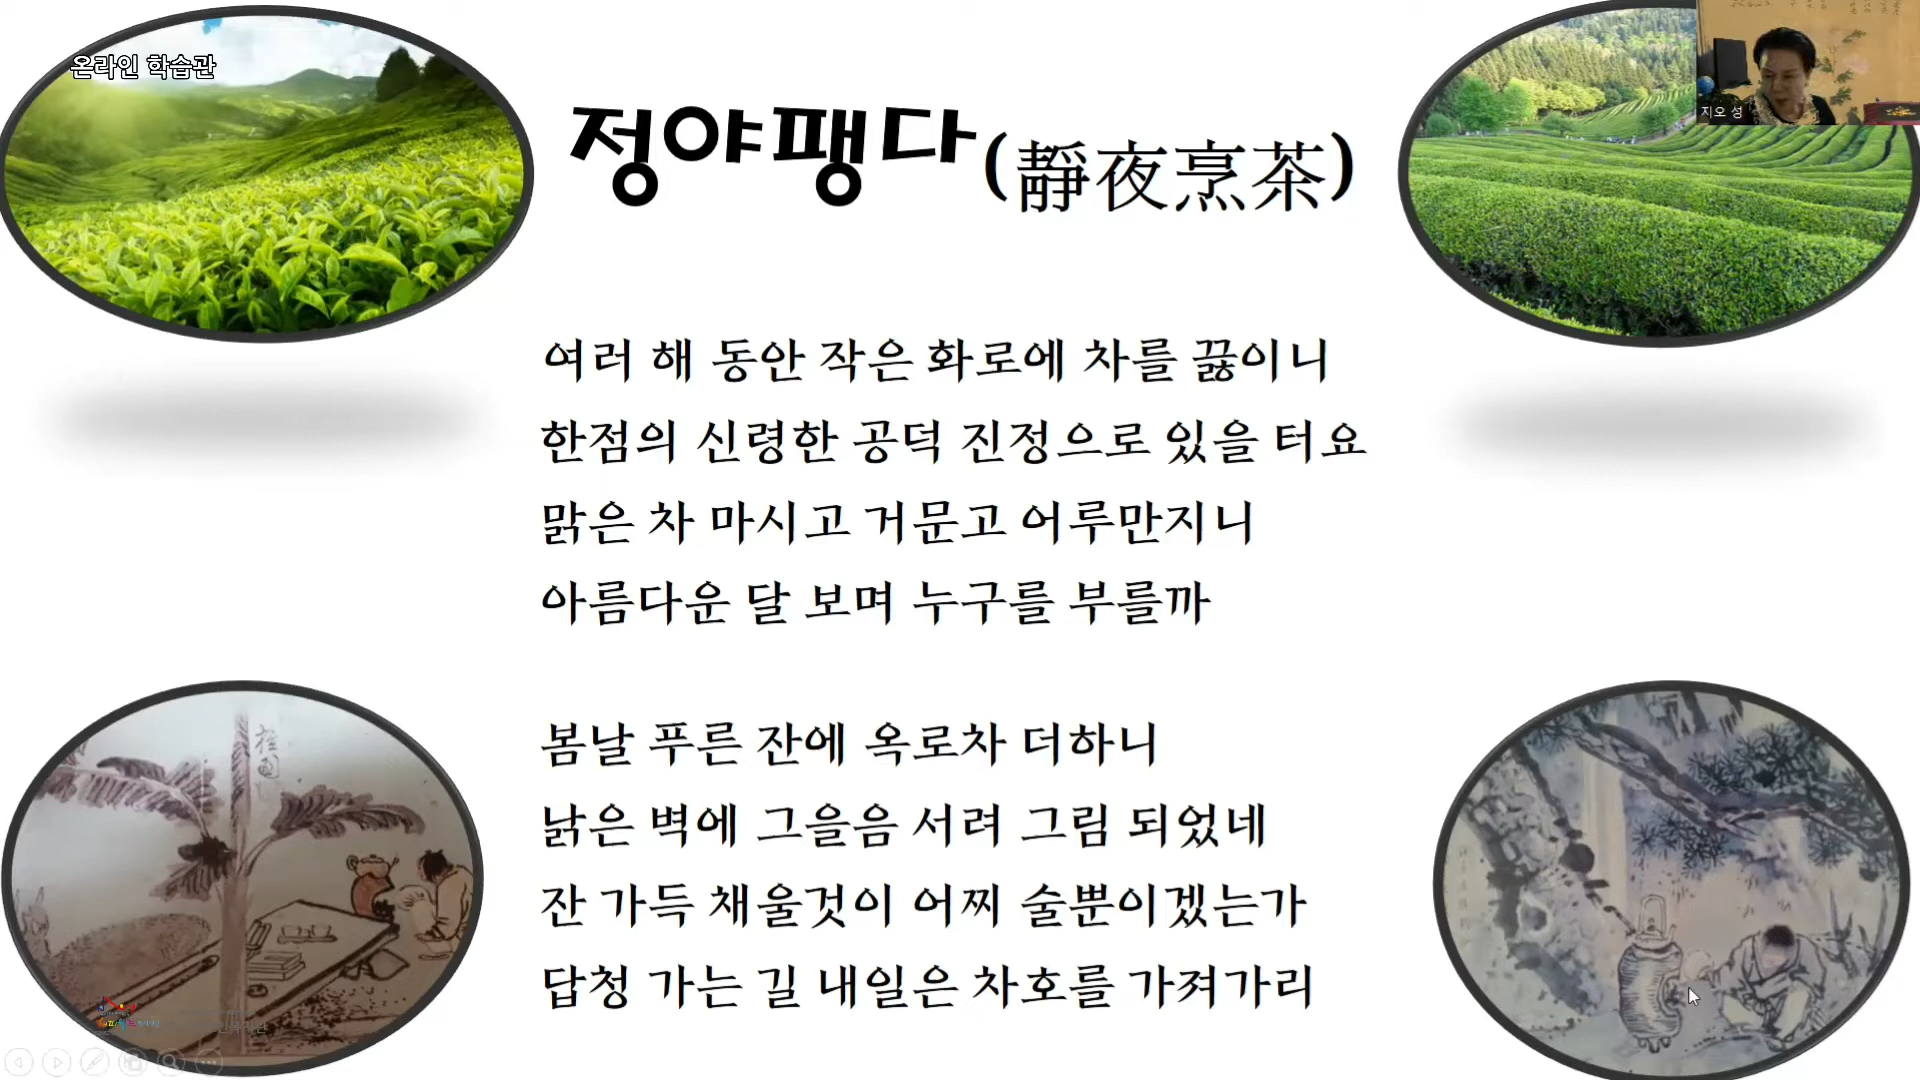 온라인 학습관
정야팽다(靜夜烹茶)
지오 성
여러 해 동안 작은 화로에 차를 끓이니
한점의 신령한 공덕 진정으로 있을 터요
맑은 차 마시고 거문고 어루만지니
아름다운 달 보며 누구를 부를까
봄날 푸른 잔에 옥로차 더하니
낡은 벽에 그을음 서려 그림 되었네
잔 가득 채울것이 어찌 술뿐이겠는가
답청 가는 길 내일은 차호를 가져가리